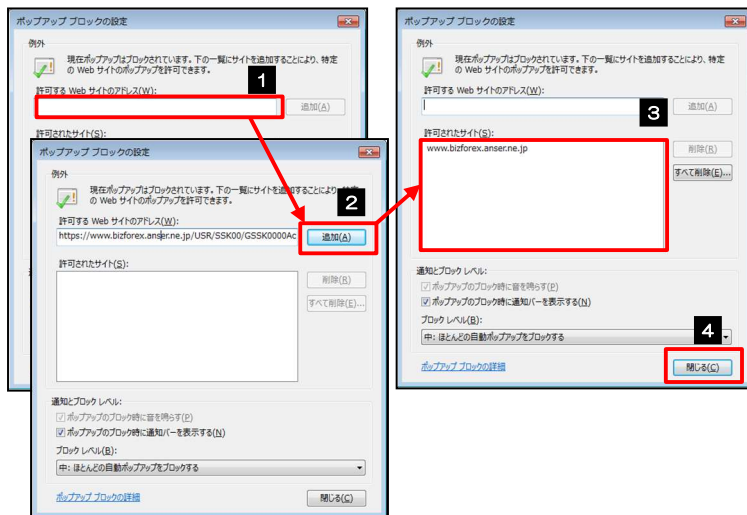 ポップアップ ブロックの設定
例外
現在ポップアップはブロックされています。下の一覧にサイトを追加することにより、特定
の Web サイトのポップアップを許可できます。
許可する Web サイトのアドレス(W):
1
追加(A)
許可されたサイト(S):
ポップアップ ブロックの設定
例外
現在ポップアップはブロックされています。下の一覧にサイトを追加することにより、特定
の Web サイトのポップアップを許可できます。
2
許可する Web サイトのアドレス(W):
https://www.bizforex.anser.ne.jp/USR/SSK00/GSSK0000Ac
追加(A)
許可されたサイト(S):
削除(R)
すべて削除(E)...
通知とブロック レベル:
ポップアップのブロック時に音を鳴らす(P)
ポップアップのブロック時に通知バーを表示する(N)
ブロック レベル(B):
中: ほとんどの自動ポップアップをブロックする
ポップアップ ブロックの詳細
閉じる(C)
ポップアップ ブロックの設定
例外
現在ポップアップはブロックされています。下の一覧にサイトを追加することにより、特定
の Web サイトのポップアップを許可できます。
許可する Web サイトのアドレス(W):
3
追加(A)
許可されたサイト(S):
www.bizforex.anser.ne.jp
削除(R)
すべて削除(E)...
通知とブロック レベル:
ポップアップのブロック時に音を鳴らす(P)
ポップアップのブロック時に通知バーを表示する(N)
ブロック レベル(B):
4
中: ほとんどの自動ポップアップをブロックする
ポップアップ ブロックの詳細
閉じる(C)